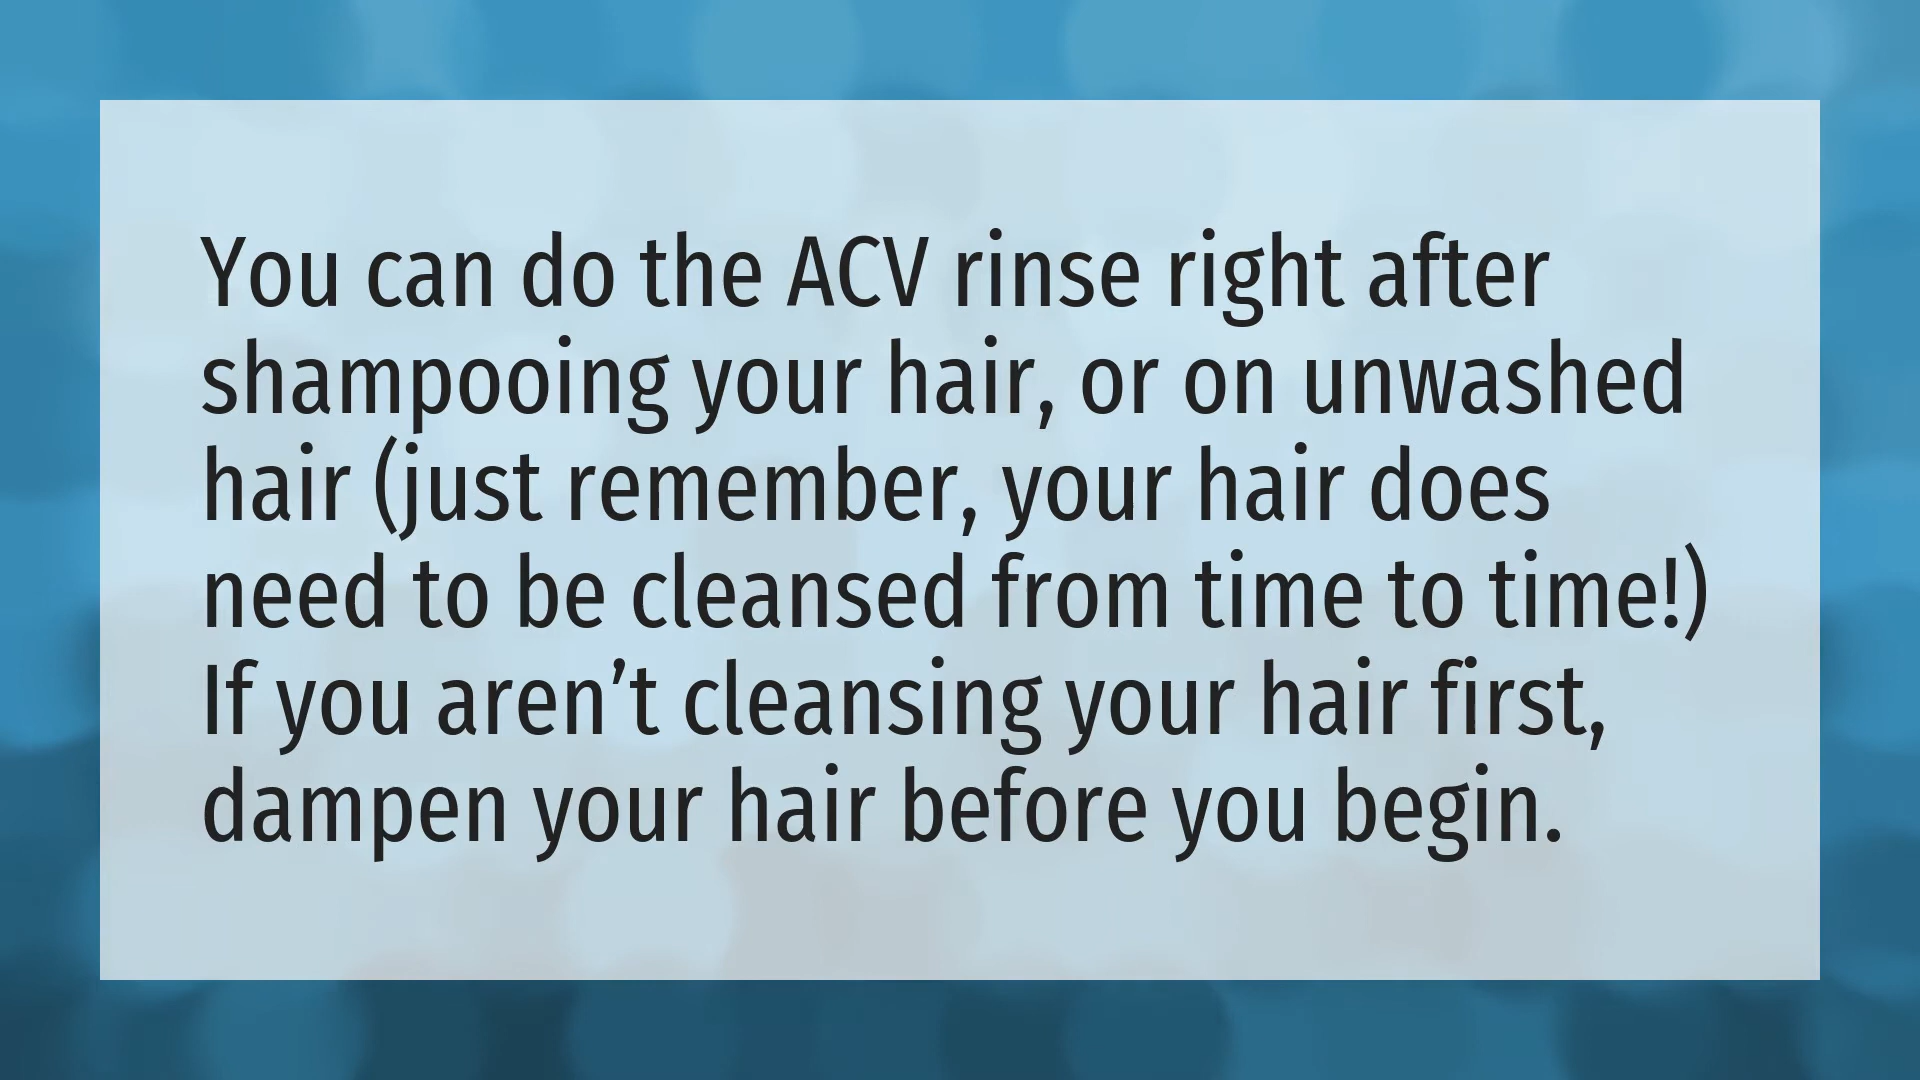 You can do the ACV rinse right after
shampooing your hair, or on unwashed
hair (just remember, your hair does
need to be cleansed from time to time!)
If you aren’t cleansing your hair first,
dampen your hair before you begin.